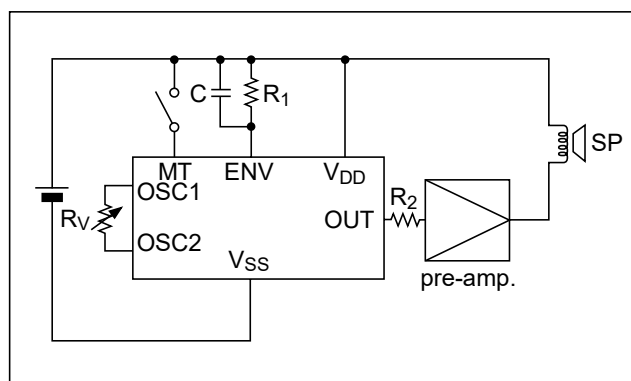 C
R1
SP
MT
ENV
VDD
OSC1
R2
RV
OUT
OSC2
VSS
pre-amp.